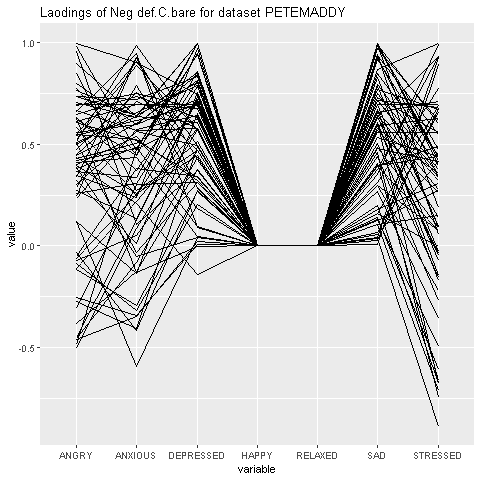 Laodings of Neg def.C.bare for dataset PETEMADDY
1.0
0.5
0.0
-0.5
value
ANGRY ANXIOUS DEPRESSED HAPPY RELAXED SAD STRESSED
variable